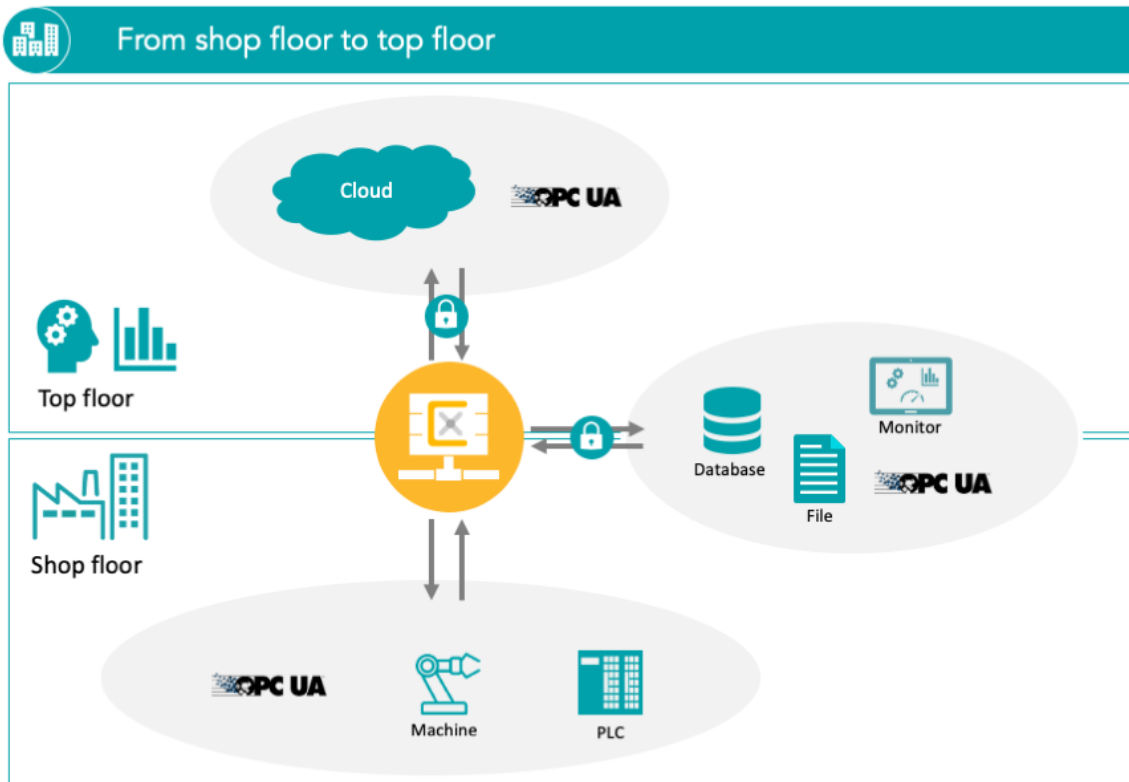 From shop floor to top floor
Cloud
OPC UA
Top floor
Monitor
Database
OPC UA
File
Shop floor
OPC UA
Machine
PLC